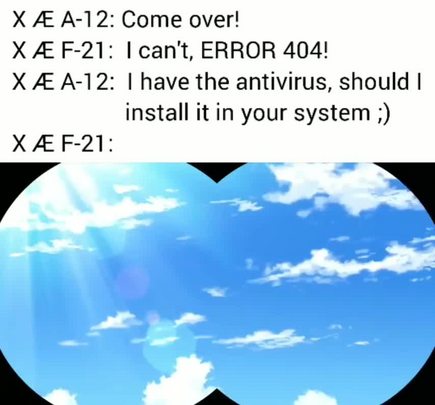 X Æ A-12: Come over!
X Æ F-21: I can't, ERROR 404!
X Æ A-12: I have the antivirus, should I
install it in your system ;)
X Æ F-21: